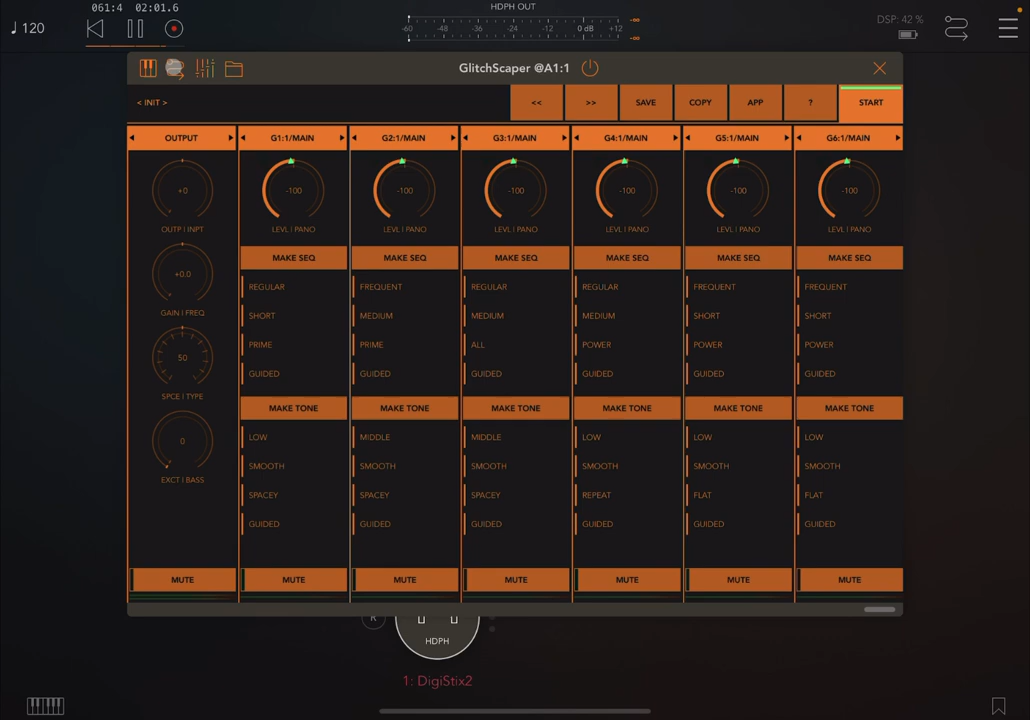 061:4 02:01.6
HDPH OUT
♩ 120
-60 -48 -36 -24 -12 0 dB +12
-∞
-∞
DSP: 42 %
GlitchScaper @A1:1
< INIT >
<< >> SAVE COPY APP ? START
OUTPUT G1:1/MAIN G2:1/MAIN G3:1/MAIN G4:1/MAIN G5:1/MAIN G6:1/MAIN
+0 -100 -100 -100 -100 -100 -100
OUTP | INPT LEVL | PANO LEVL | PANO LEVL | PANO LEVL | PANO LEVL | PANO LEVL | PANO
MAKE SEQ MAKE SEQ MAKE SEQ MAKE SEQ MAKE SEQ MAKE SEQ
+0.0
REGULAR FREQUENT REGULAR REGULAR FREQUENT FREQUENT
GAIN | FREQ SHORT MEDIUM MEDIUM MEDIUM SHORT SHORT
PRIME PRIME ALL POWER POWER POWER
50
GUIDED GUIDED GUIDED GUIDED GUIDED GUIDED
SPCE | TYPE
MAKE TONE MAKE TONE MAKE TONE MAKE TONE MAKE TONE MAKE TONE
0 LOW MIDDLE MIDDLE LOW LOW LOW
SMOOTH SMOOTH SMOOTH SMOOTH SMOOTH SMOOTH
EXCT | BASS
SPACEY SPACEY SPACEY REPEAT FLAT FLAT
GUIDED GUIDED GUIDED GUIDED GUIDED GUIDED
MUTE MUTE MUTE MUTE MUTE MUTE MUTE
R
HDPH
1: DigiStix2